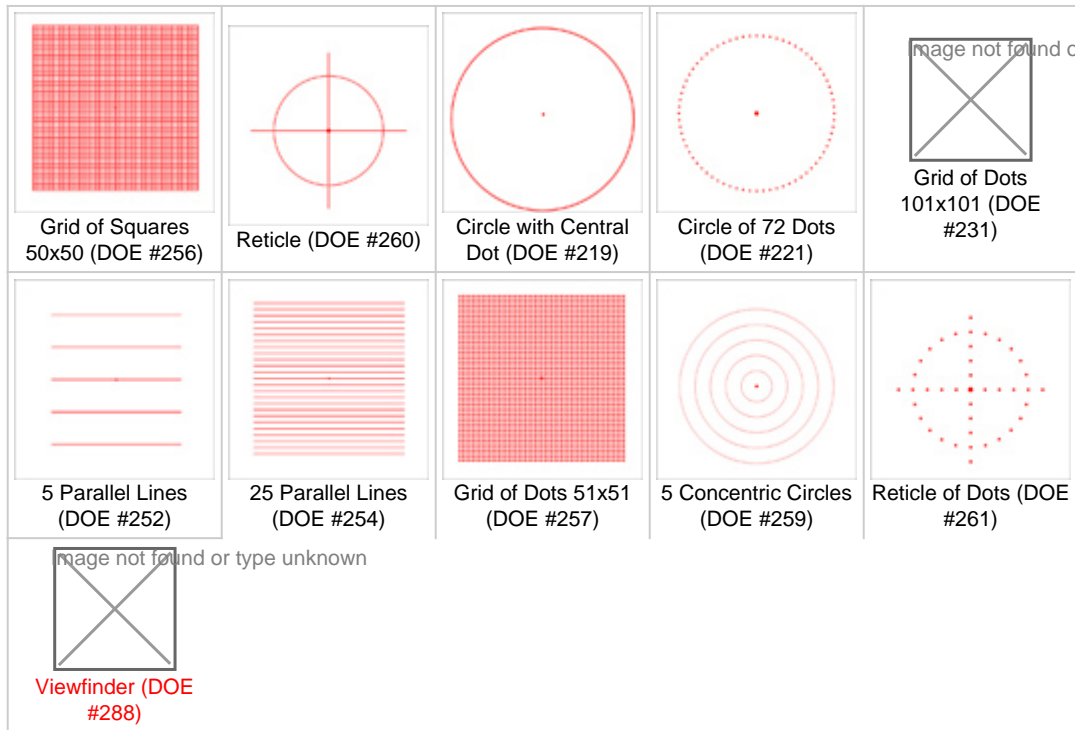 Image not found o
Grid of Squares
50x50 (DOE #256)
Reticle (DOE #260)
Circle with Central
Dot (DOE #219)
Circle of 72 Dots
(DOE #221)
Grid of Dots
101x101 (DOE
#231)
5 Parallel Lines
(DOE #252)
25 Parallel Lines
(DOE #254)
Grid of Dots 51x51
(DOE #257)
5 Concentric Circles
(DOE #259)
Reticle of Dots (DOE
#261)
Image not found or type unknown
Viewfinder (DOE
#288)